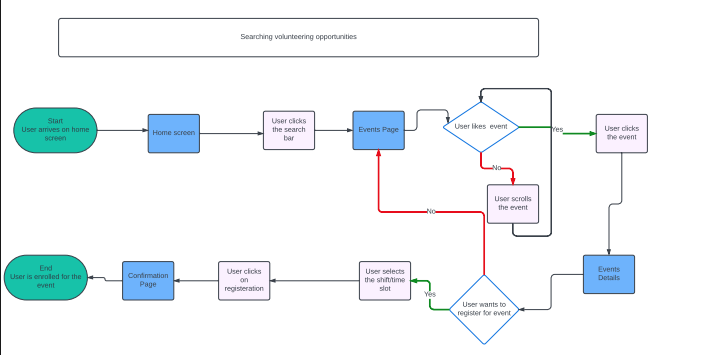 Searching volunteering opportunities
Start
User arrives on home
screen
Home screen
User clicks
the search
bar
Events Page
User likes  event
Yes
User clicks
the event
No
User scrolls
the event
No
End
User is enrolled for the
event
Confirmation
Page
User clicks
on
registeration
User selects
the shift/time
slot
Yes
User wants to
register for event
Events
Details